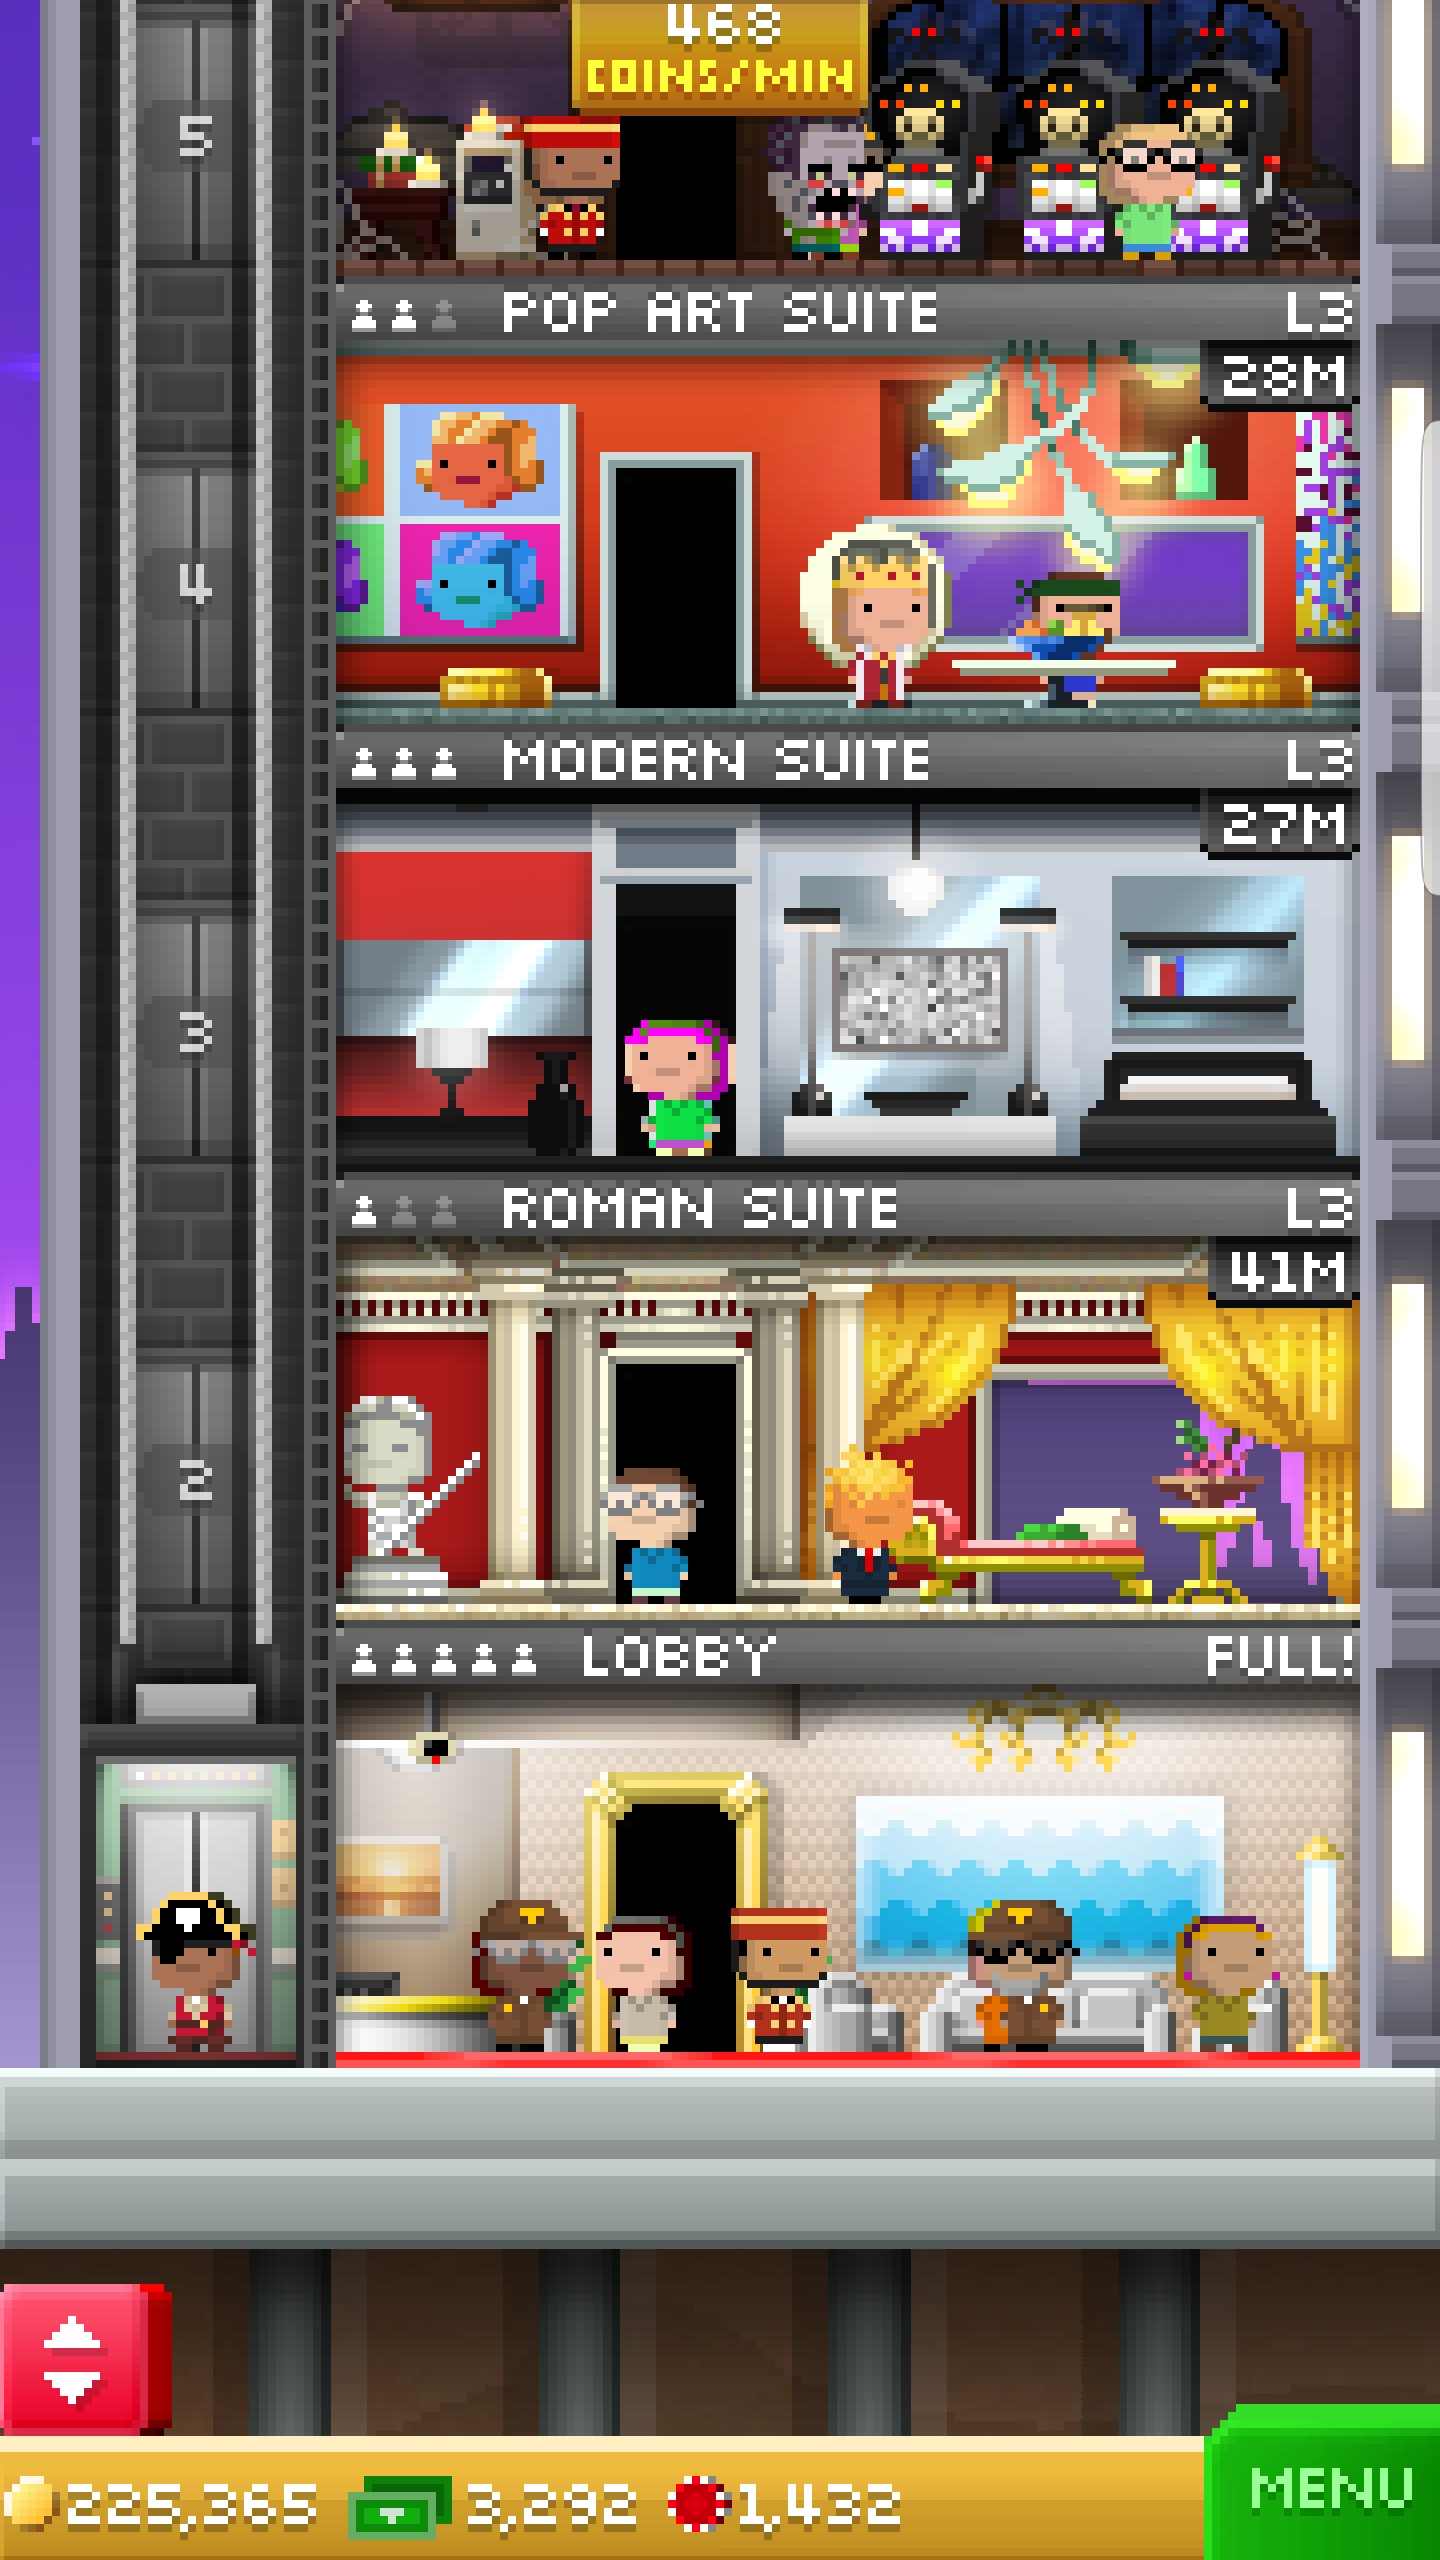 468
COINS/MIN
5
POP ART SUITE L3
28M
4
MODERN SUITE L3
27M
3
ROMAN SUITE L3
41M
2
LOBBY FULL!
225,365 3,292 1,432
MENU